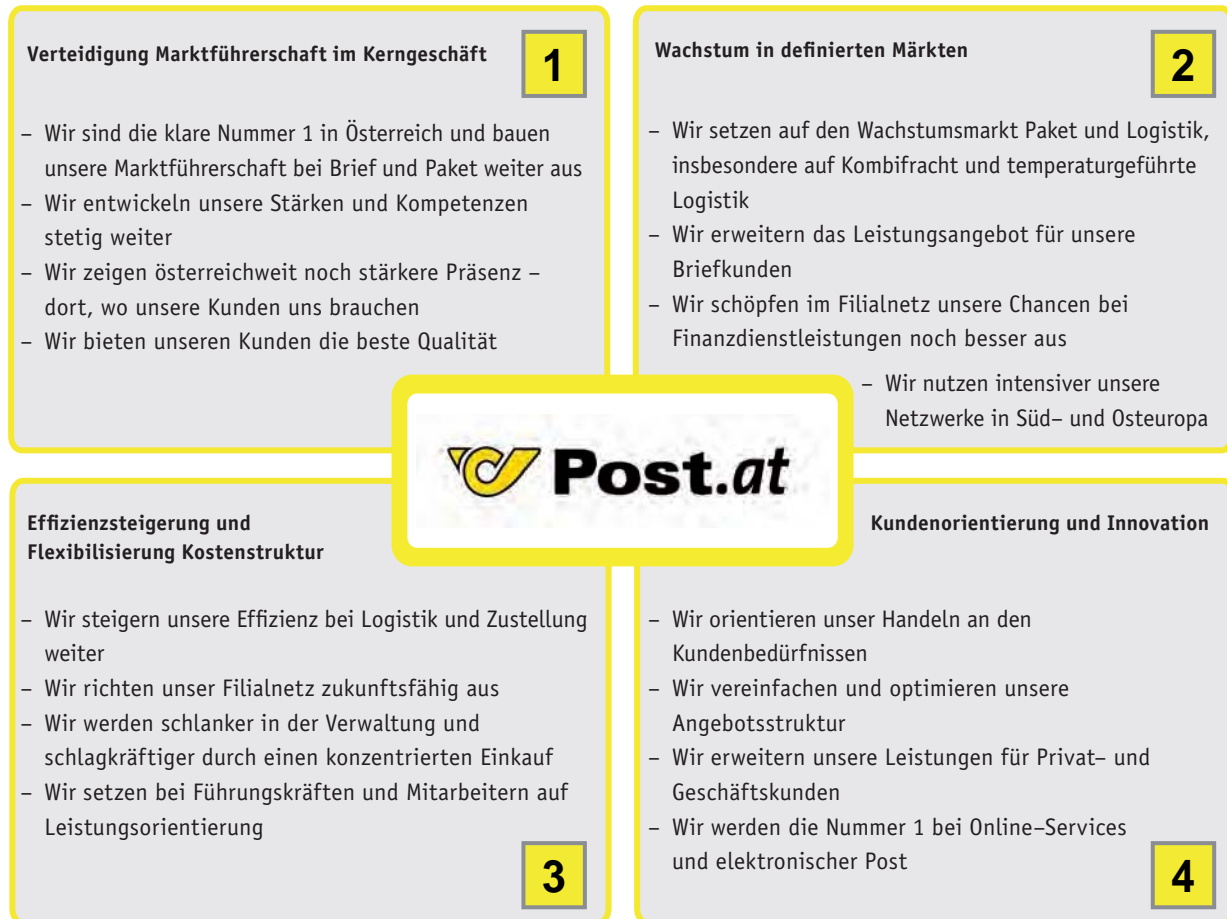 Verteidigung Marktführerschaft im Kerngeschäft
1
– Wir sind die klare Nummer 1 in Österreich und bauen
unsere Marktführerschaft bei Brief und Paket weiter aus
– Wir entwickeln unsere Stärken und Kompetenzen
stetig weiter
– Wir zeigen österreichweit noch stärkere Präsenz –
dort, wo unsere Kunden uns brauchen
– Wir bieten unseren Kunden die beste Qualität
Wachstum in definierten Märkten
2
– Wir setzen auf den Wachstumsmarkt Paket und Logistik,
insbesondere auf Kombifracht und temperaturgeführte
Logistik
– Wir erweitern das Leistungsangebot für unsere
Briefkunden
– Wir schöpfen im Filialnetz unsere Chancen bei
Finanzdienstleistungen noch besser aus
– Wir nutzen intensiver unsere
Netzwerke in Süd– und Osteuropa
Post.at
Effizienzsteigerung und
Flexibilisierung Kostenstruktur
– Wir steigern unsere Effizienz bei Logistik und Zustellung
weiter
– Wir richten unser Filialnetz zukunftsfähig aus
– Wir werden schlanker in der Verwaltung und
schlagkräftiger durch einen konzentrierten Einkauf
– Wir setzen bei Führungskräften und Mitarbeitern auf
Leistungsorientierung
3
Kundenorientierung und Innovation
– Wir orientieren unser Handeln an den
Kundenbedürfnissen
– Wir vereinfachen und optimieren unsere
Angebotsstruktur
– Wir erweitern unsere Leistungen für Privat– und
Geschäftskunden
– Wir werden die Nummer 1 bei Online–Services
und elektronischer Post
4